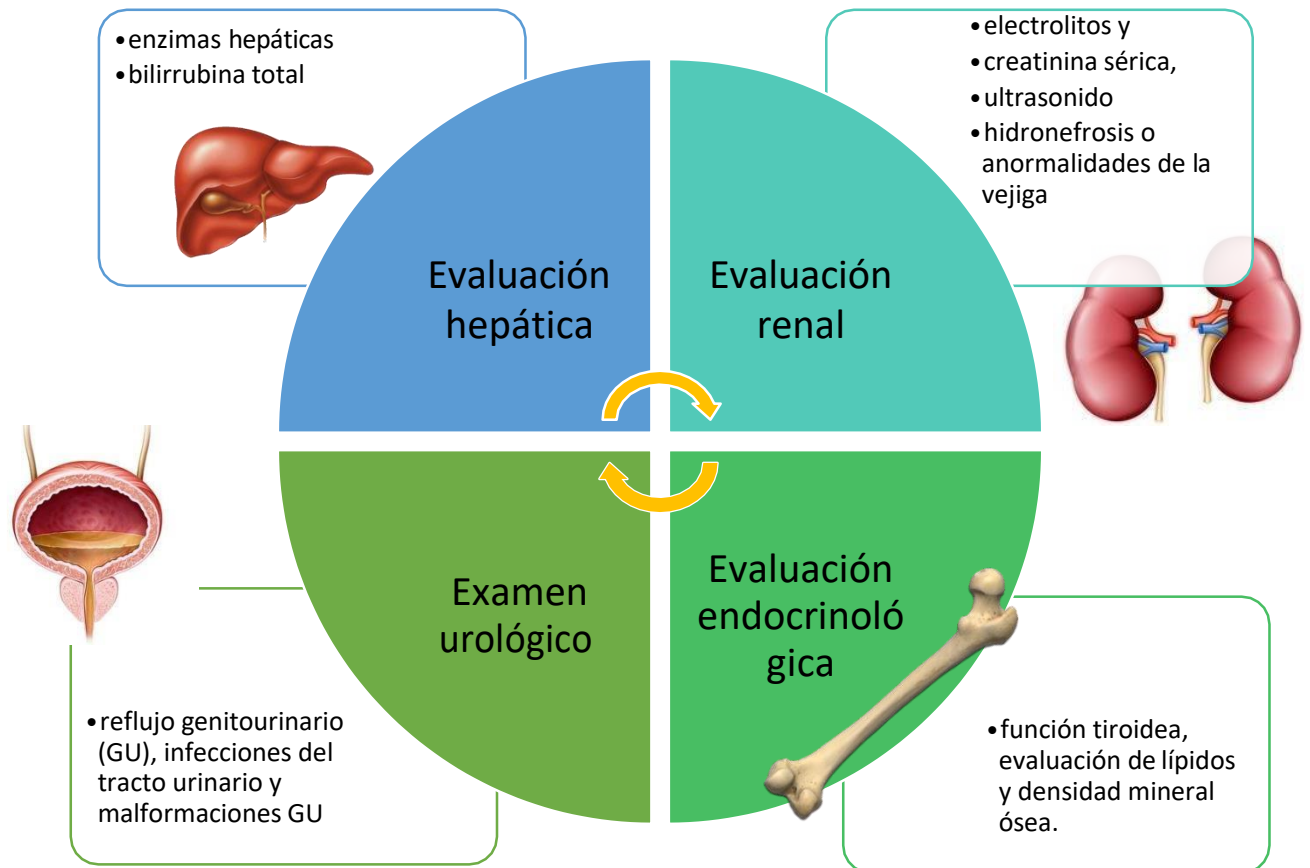 •enzimas hepáticas
•bilirrubina total
•electrolitos y
•creatinina sérica,
•ultrasonido
•hidronefrosis o
anormalidades de la
vejiga
Evaluación
hepática
Evaluación
renal
Examen
urológico
Evaluación
endocrinoló
gica
•reflujo genitourinario
(GU), infecciones del
tracto urinario y
malformaciones GU
•función tiroidea,
evaluación de lípidos
y densidad mineral
ósea.